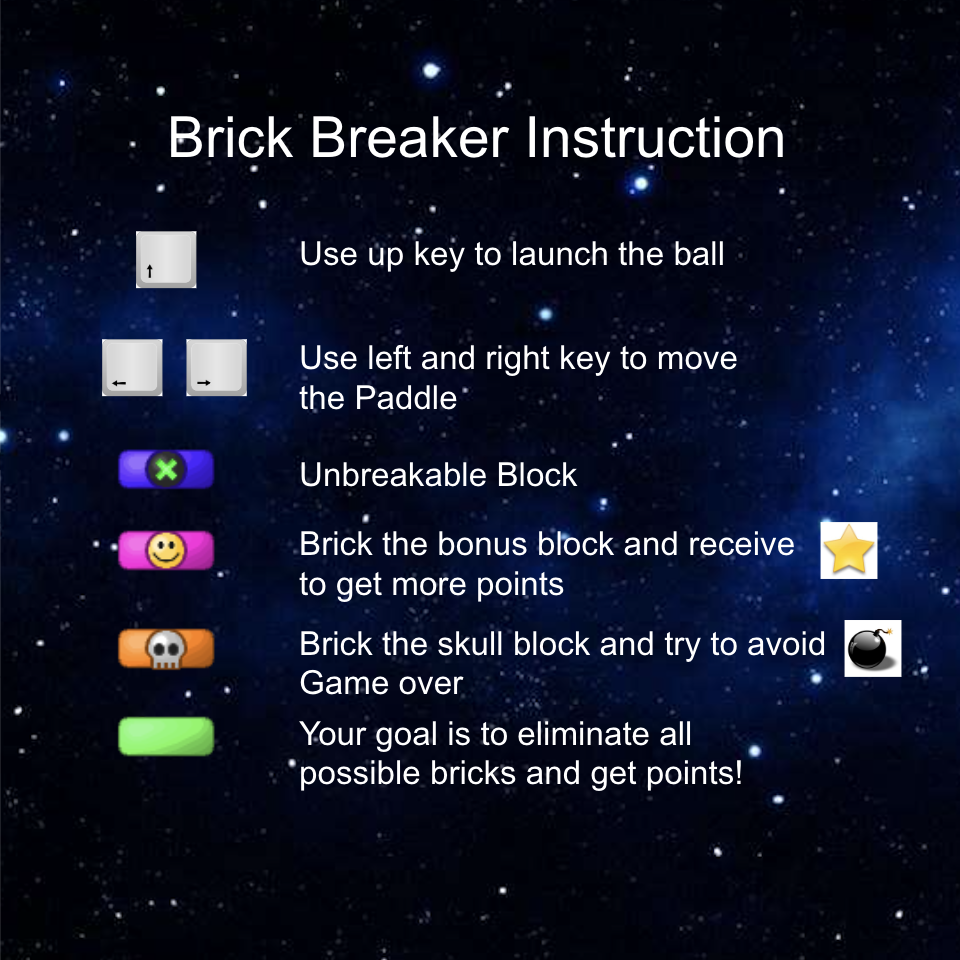 Brick Breaker Instruction
Use up key to launch the ball
Use left and right key to move
the Paddle
Unbreakable Block
Brick the bonus block and receive
to get more points
Brick the skull block and try to avoid
Game over
Your goal is to eliminate all
possible bricks and get points!